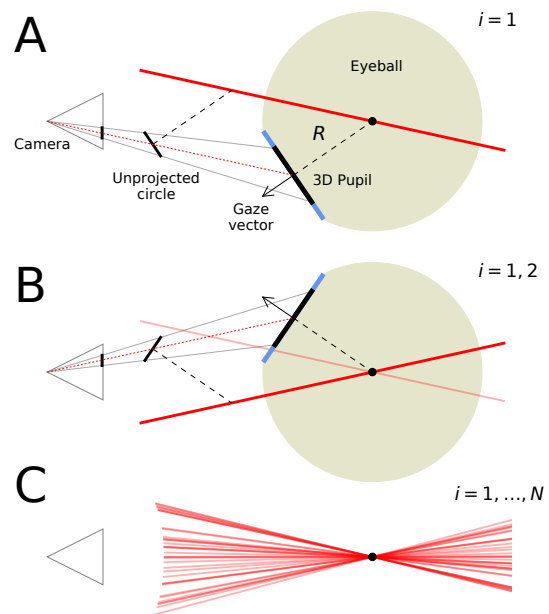 A
i = 1
Eyeball
R
Camera
Unprojected
circle
3D Pupil
Gaze
vector
B
i = 1, 2
C
i = 1, ..., N